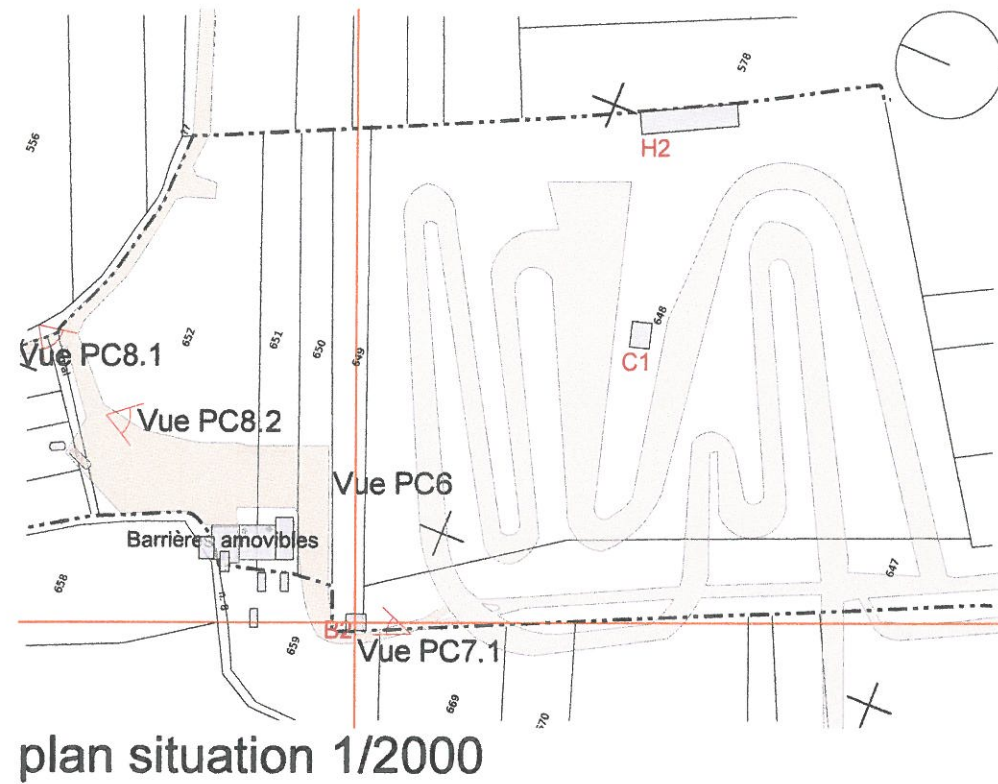 578
556
H2
648
652
651
650
649
C1
Vue PC8.1
Vue PC8.2
Vue PC6
Barrières amovibles
658
647
B2
659
Vue PC7.1
669
670
plan situation 1/2000